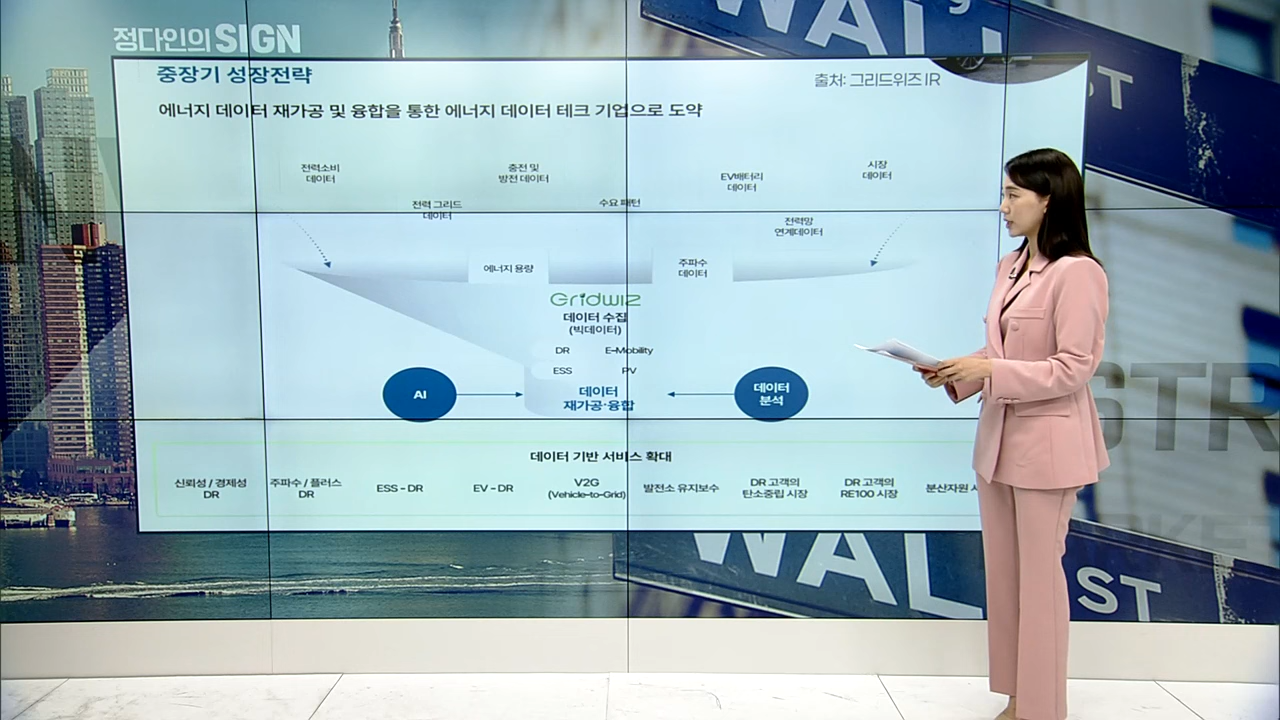 정다인의 SIGN
WALL
ST
중장기 성장전략
출처: 그리드위즈 IR
에너지 데이터 재가공 및 융합을 통한 에너지 데이터 테크 기업으로 도약
전력소비
데이터
충전 및
방전 데이터
EV배터리
데이터
시장
데이터
전력 그리드
데이터
수요 패턴
전력망
연계데이터
에너지 용량
주파수
데이터
Gridwiz
데이터 수집
(빅데이터)
DR E-Mobility
ESS PV
AI
데이터
재가공·융합
데이터
분석
데이터 기반 서비스 확대
신뢰성 / 경제성
DR
주파수 / 플러스
DR
ESS - DR
EV - DR
V2G
(Vehicle-to-Grid)
발전소 유지보수
DR 고객의
탄소중립 시장
DR 고객의
RE100 시장
분산자원
STR
WALL
ST